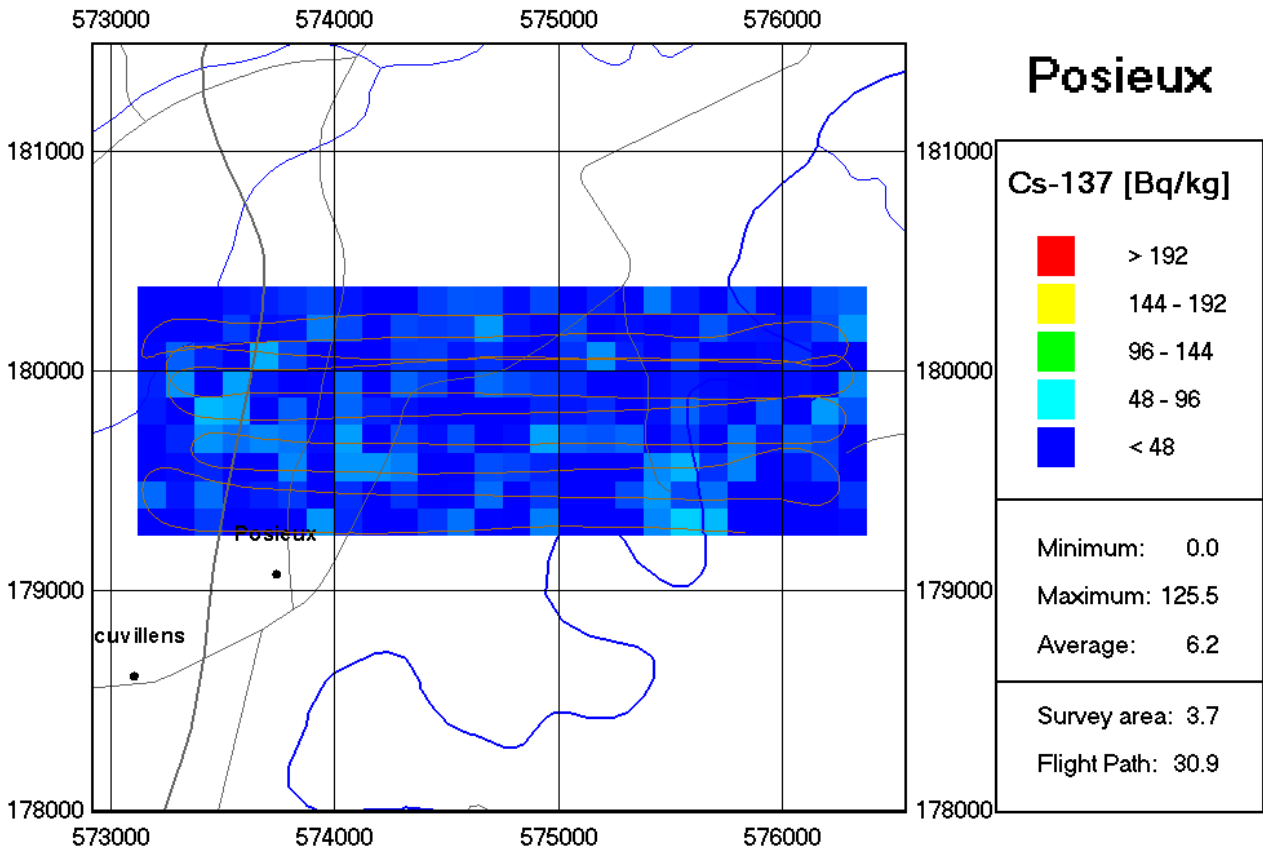 573000 574000 575000 576000
Posieux
181000 181000
Cs-137 [Bq/kg]
> 192
144 - 192
96 - 144
48 - 96
< 48
180000 180000
Posieux
Minimum: 0.0
179000 179000
Maximum: 125.5
cuvillens
Average: 6.2
Survey area: 3.7
Flight Path: 30.9
178000 178000
573000 574000 575000 576000